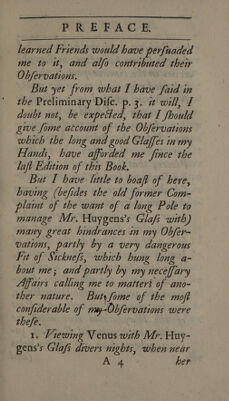 PREFACE.
learned Friends would have perſuaded
me to it, and alſo contributed their
Obſervations.
But yet from what I have ſaid in
the Preliminary Diſc. p. 3. it will, I
doubt not, be expected, that I ſhould
give ſome account of the Obſervations
which the long and good Glaſſes in my
Hands, have afforded me ſince the
laſt Edition of this Book.
But I have little to boaſt of here,
having (beſides the old former Com-
plaint of the want of a long Pole to
manage Mr. Huygens's Glaſs with)
many great hindrances in my Obſer-
vations, partly by a very dangerous
Fit of Sickneſs, which hung long a-
bout me; and partly by my neceſſary
Affairs calling me to matters of ano-
ther nature. But ſome of the moſt
conſiderable of my Obſervations were
theſe.
1. Viewing Venus with Mr. Huy-
gens's Glaſs divers nights, when near
A 4 her